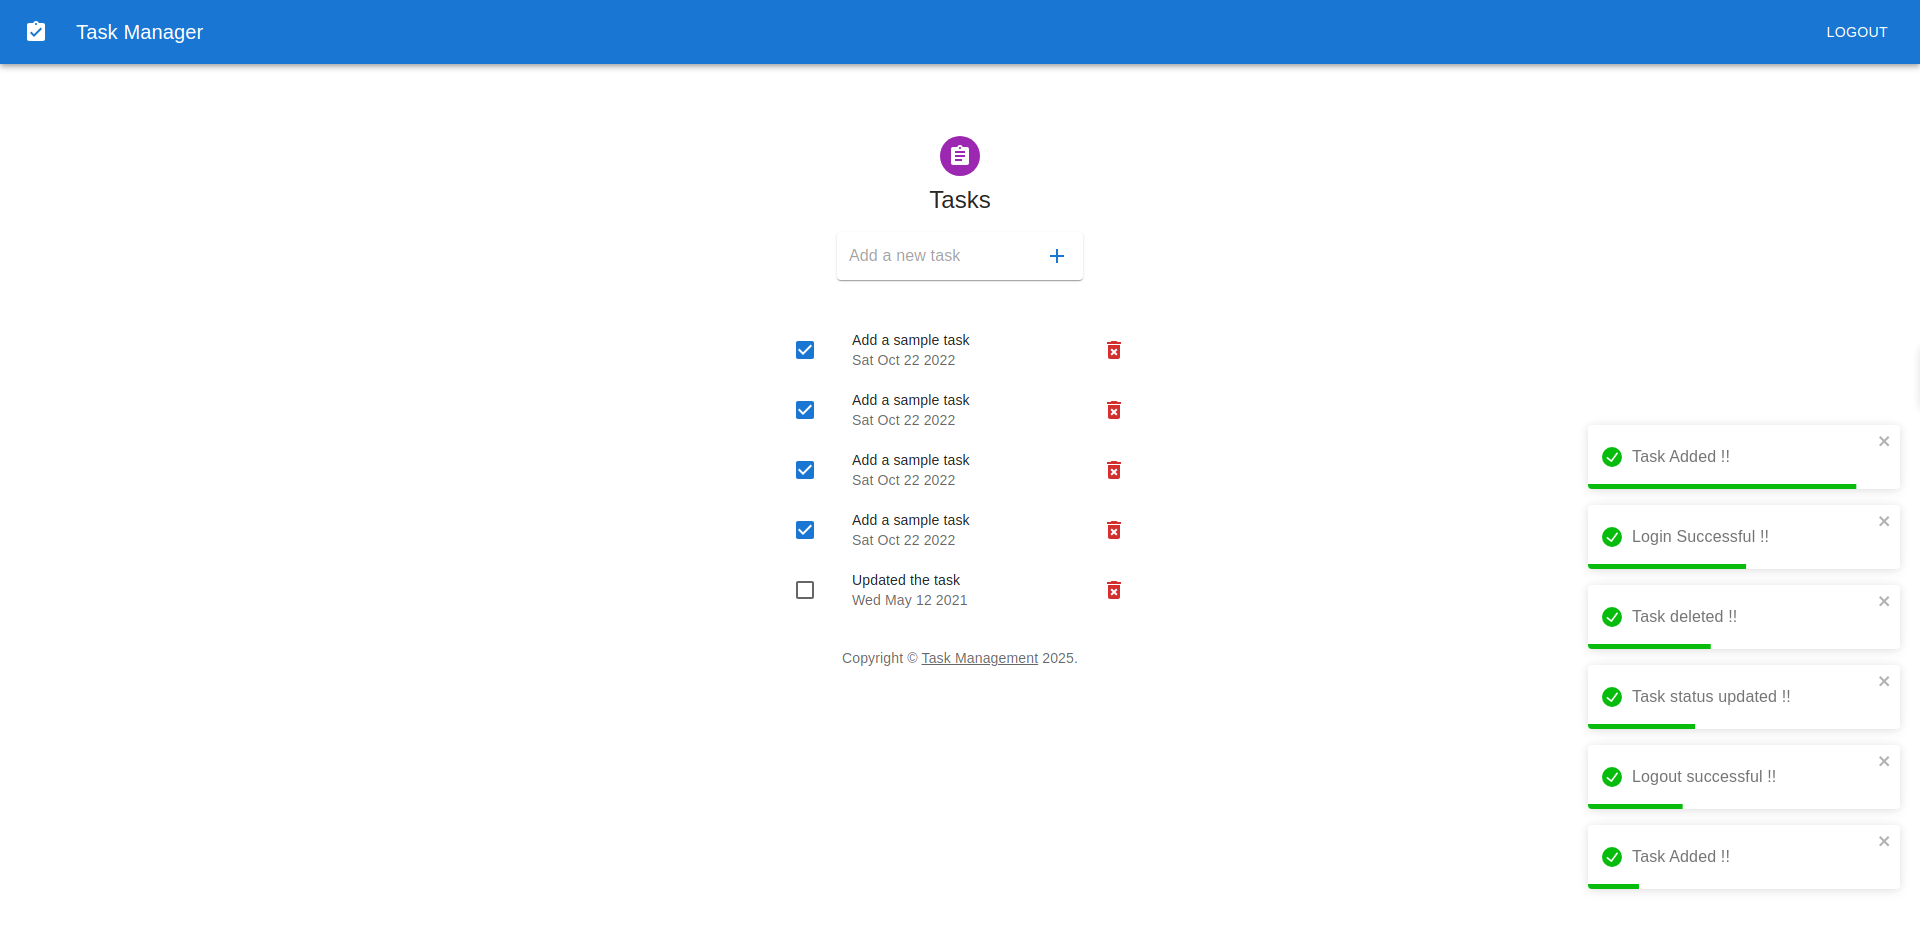 Task Manager
LOGOUT
Tasks
Add a new task
Add a sample task
Sat Oct 22 2022
Add a sample task
Sat Oct 22 2022
Add a sample task
Sat Oct 22 2022
Add a sample task
Sat Oct 22 2022
Updated the task
Wed May 12 2021
Copyright © Task Management 2025.
Task Added !!
Login Successful !!
Task deleted !!
Task status updated !!
Logout successful !!
Task Added !!